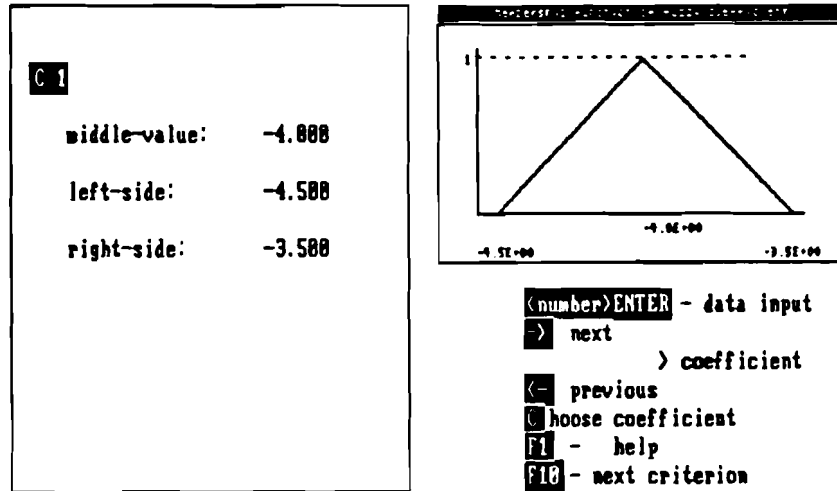 C 1
middle-value: -4.000
left-side: -4.500
right-side: -3.500
1
-4.0E+00
-4.5E+00 -3.5E+00
<number>ENTER - data input
-> next
> coefficient
<- previous
Choose coefficient
F1 - help
F10 - next criterion